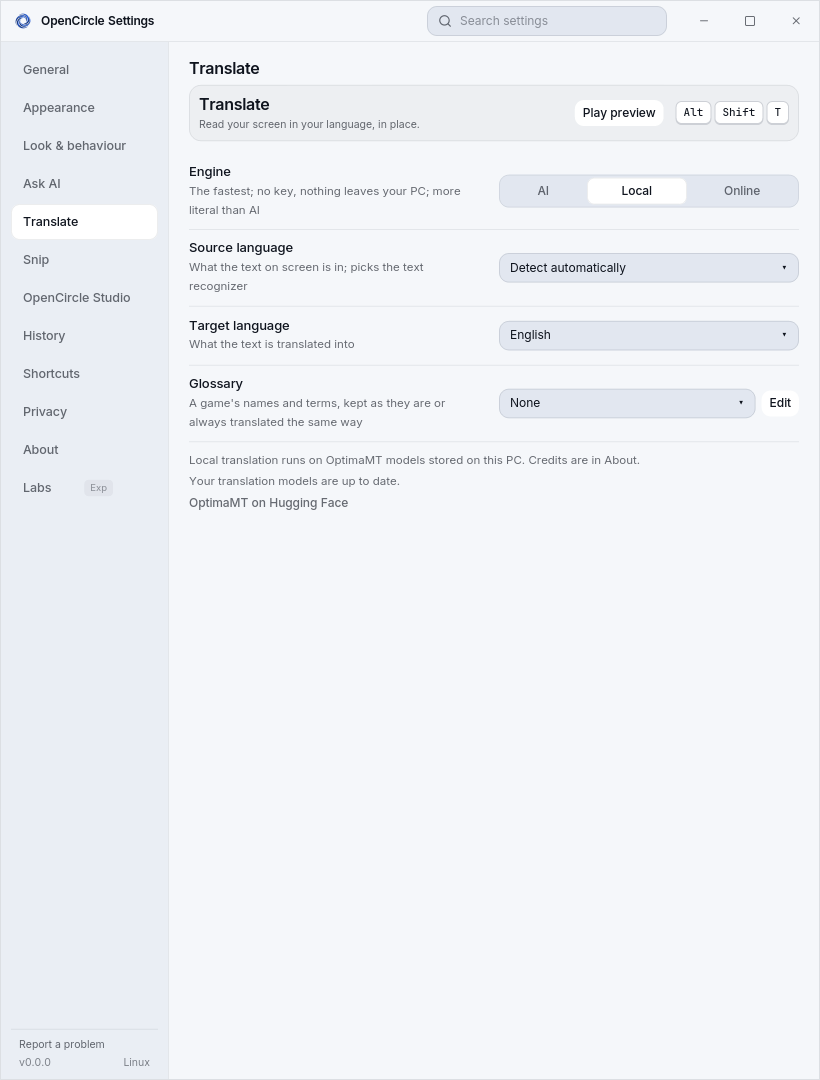 OpenCircle Settings
Search settings
General
Appearance
Look & behaviour
Ask AI
Translate
Snip
OpenCircle Studio
History
Shortcuts
Privacy
About
Labs Exp
Report a problem
v0.0.0 Linux
Translate
Translate
Read your screen in your language, in place.
Play preview Alt Shift T
Engine
The fastest; no key, nothing leaves your PC; more
literal than AI
AI Local Online
Source language
What the text on screen is in; picks the text
recognizer
Detect automatically
Target language
What the text is translated into
English
Glossary
A game's names and terms, kept as they are or
always translated the same way
None Edit
Local translation runs on OptimaMT models stored on this PC. Credits are in About.
Your translation models are up to date.
OptimaMT on Hugging Face